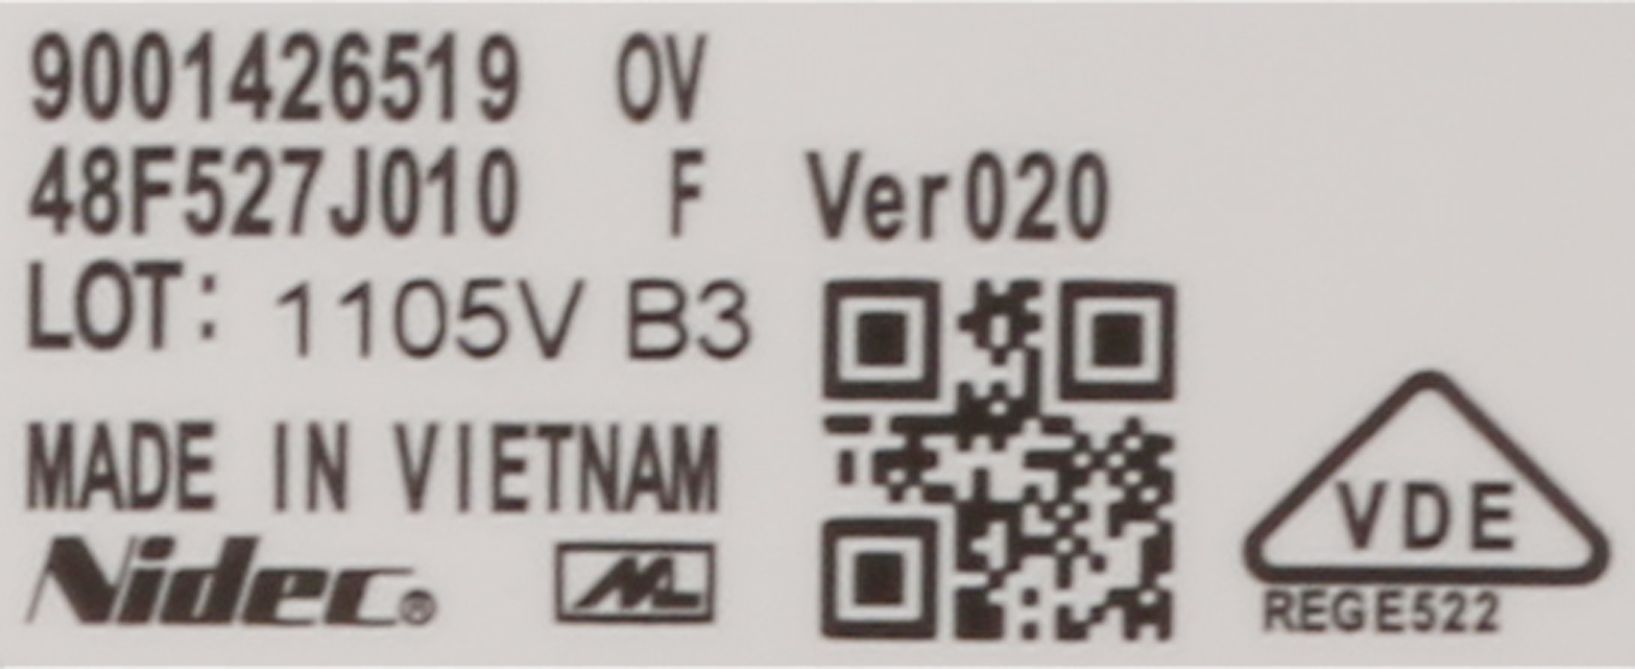 9001426519 OV
48F527J010 F Ver020
LOT: 1105V B3
MADE IN VIETNAM
Nidec®
VDE
REGE522